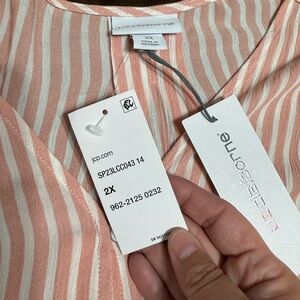 2X
jcp.com
SP23LCC043 14
2X
962-2125 0232
liz claiborne